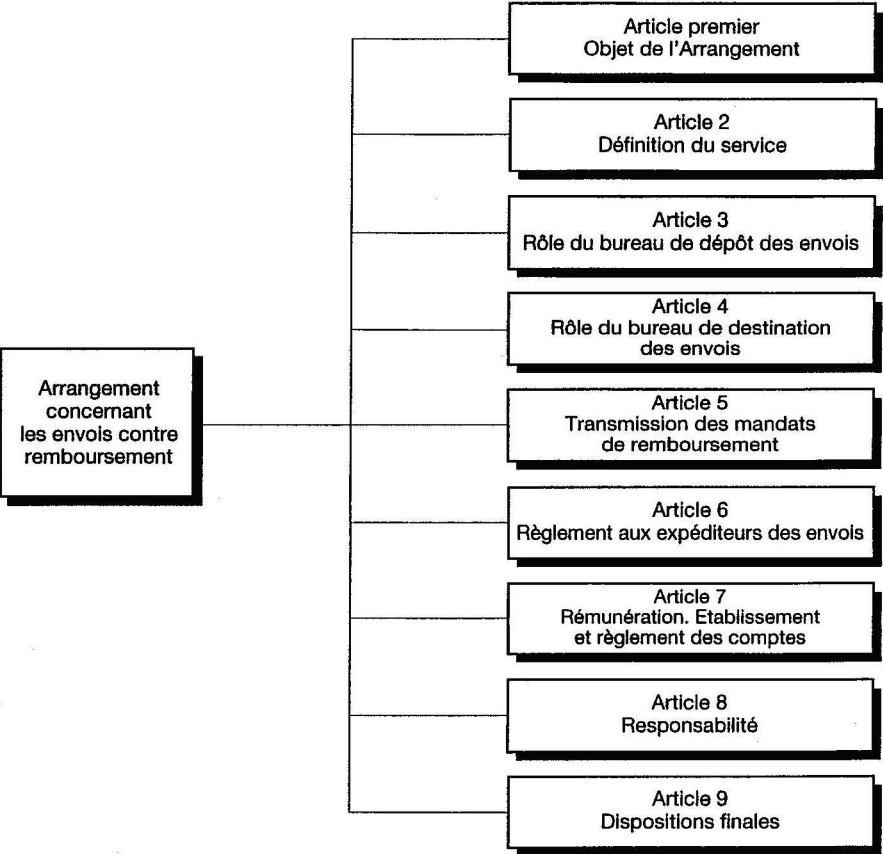 Arrangement
concernant
les envois contre
remboursement
Article premier
Objet de l'Arrangement
Article 2
Définition du service
Article 3
Rôle du bureau de dépôt des envois
Article 4
Rôle du bureau de destination
des envois
Article 5
Transmission des mandats
de remboursement
Article 6
Règlement aux expéditeurs des envois
Article 7
Rémunération. Etablissement
et règlement des comptes
Article 8
Responsabilité
Article 9
Dispositions finales